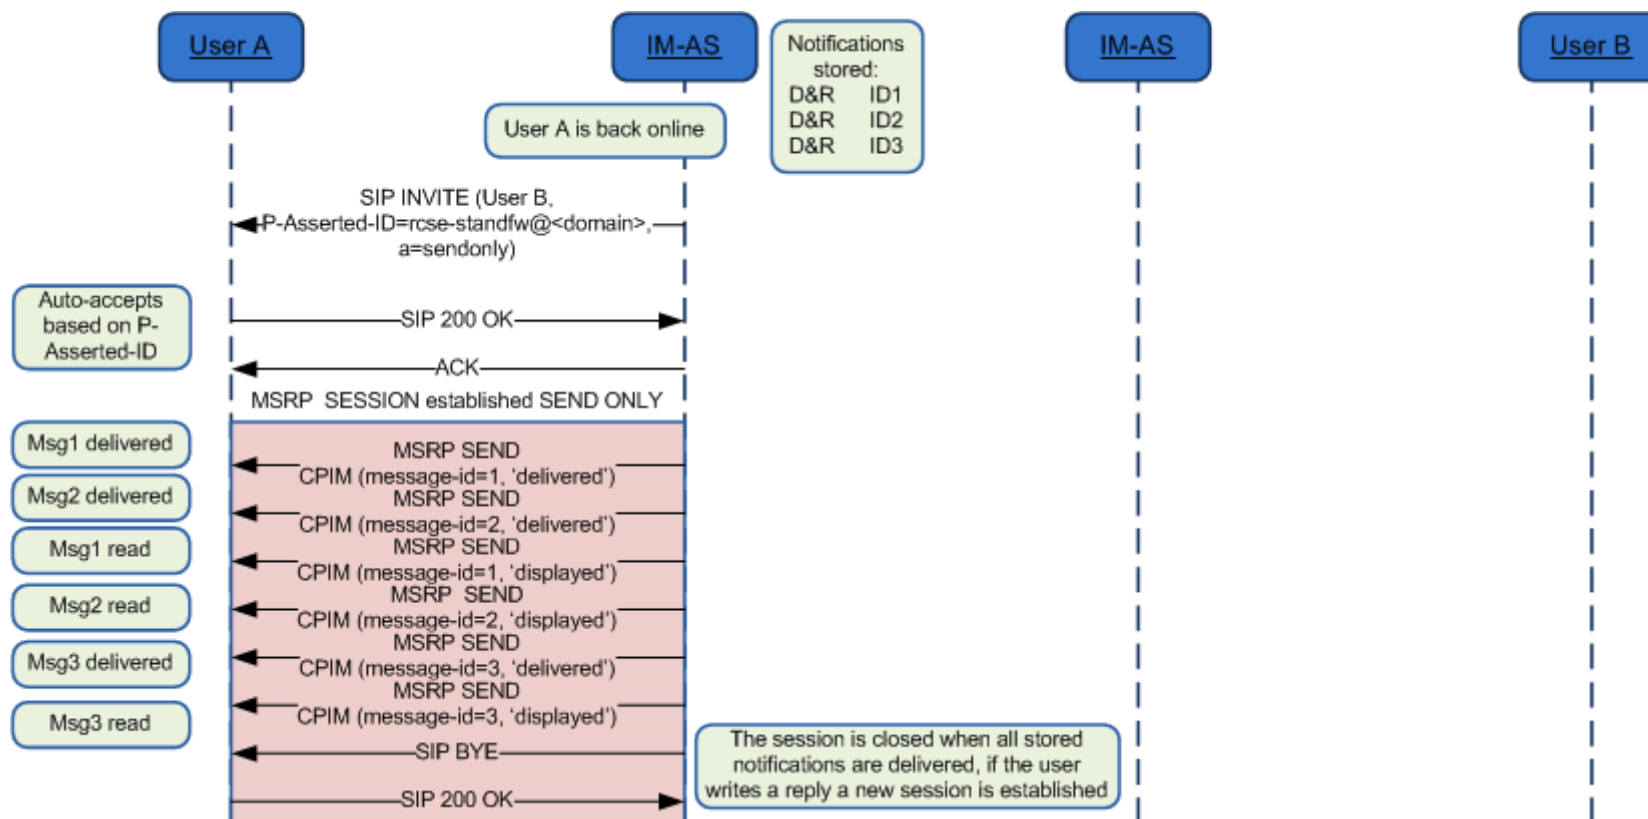 User A
IM-AS
Notifications
stored:
D&R ID1
D&R ID2
D&R ID3
IM-AS
User B
User A is back online
SIP INVITE (User B,
P-Asserted-ID=rcse-standfw@<domain>,
a=sendonly)
Auto-accepts
based on P-
Asserted-ID
SIP 200 OK
ACK
MSRP SESSION established SEND ONLY
Msg1 delivered
MSRP SEND
CPIM (message-id=1, ‘delivered’)
Msg2 delivered
MSRP SEND
CPIM (message-id=2, ‘delivered’)
Msg1 read
MSRP SEND
CPIM (message-id=1, ‘displayed’)
Msg2 read
MSRP SEND
CPIM (message-id=2, ‘displayed’)
Msg3 delivered
MSRP SEND
CPIM (message-id=3, ‘delivered’)
Msg3 read
MSRP SEND
CPIM (message-id=3, ‘displayed’)
SIP BYE
The session is closed when all stored
notifications are delivered, if the user
writes a reply a new session is established
SIP 200 OK